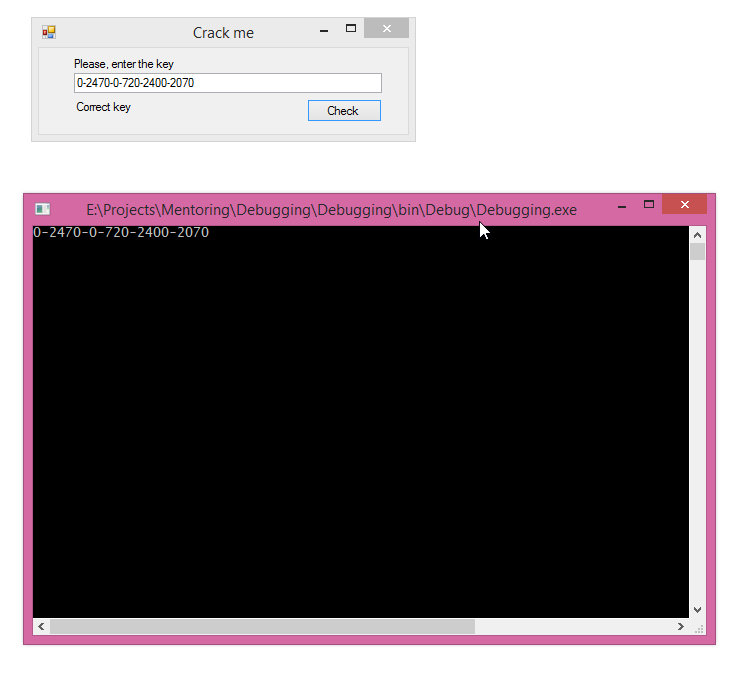 Crack me
Please, enter the key
0-2470-0-720-2400-2070
Correct key
Check
E:\Projects\Mentoring\Debugging\Debugging\bin\Debug\Debugging.exe
0-2470-0-720-2400-2070